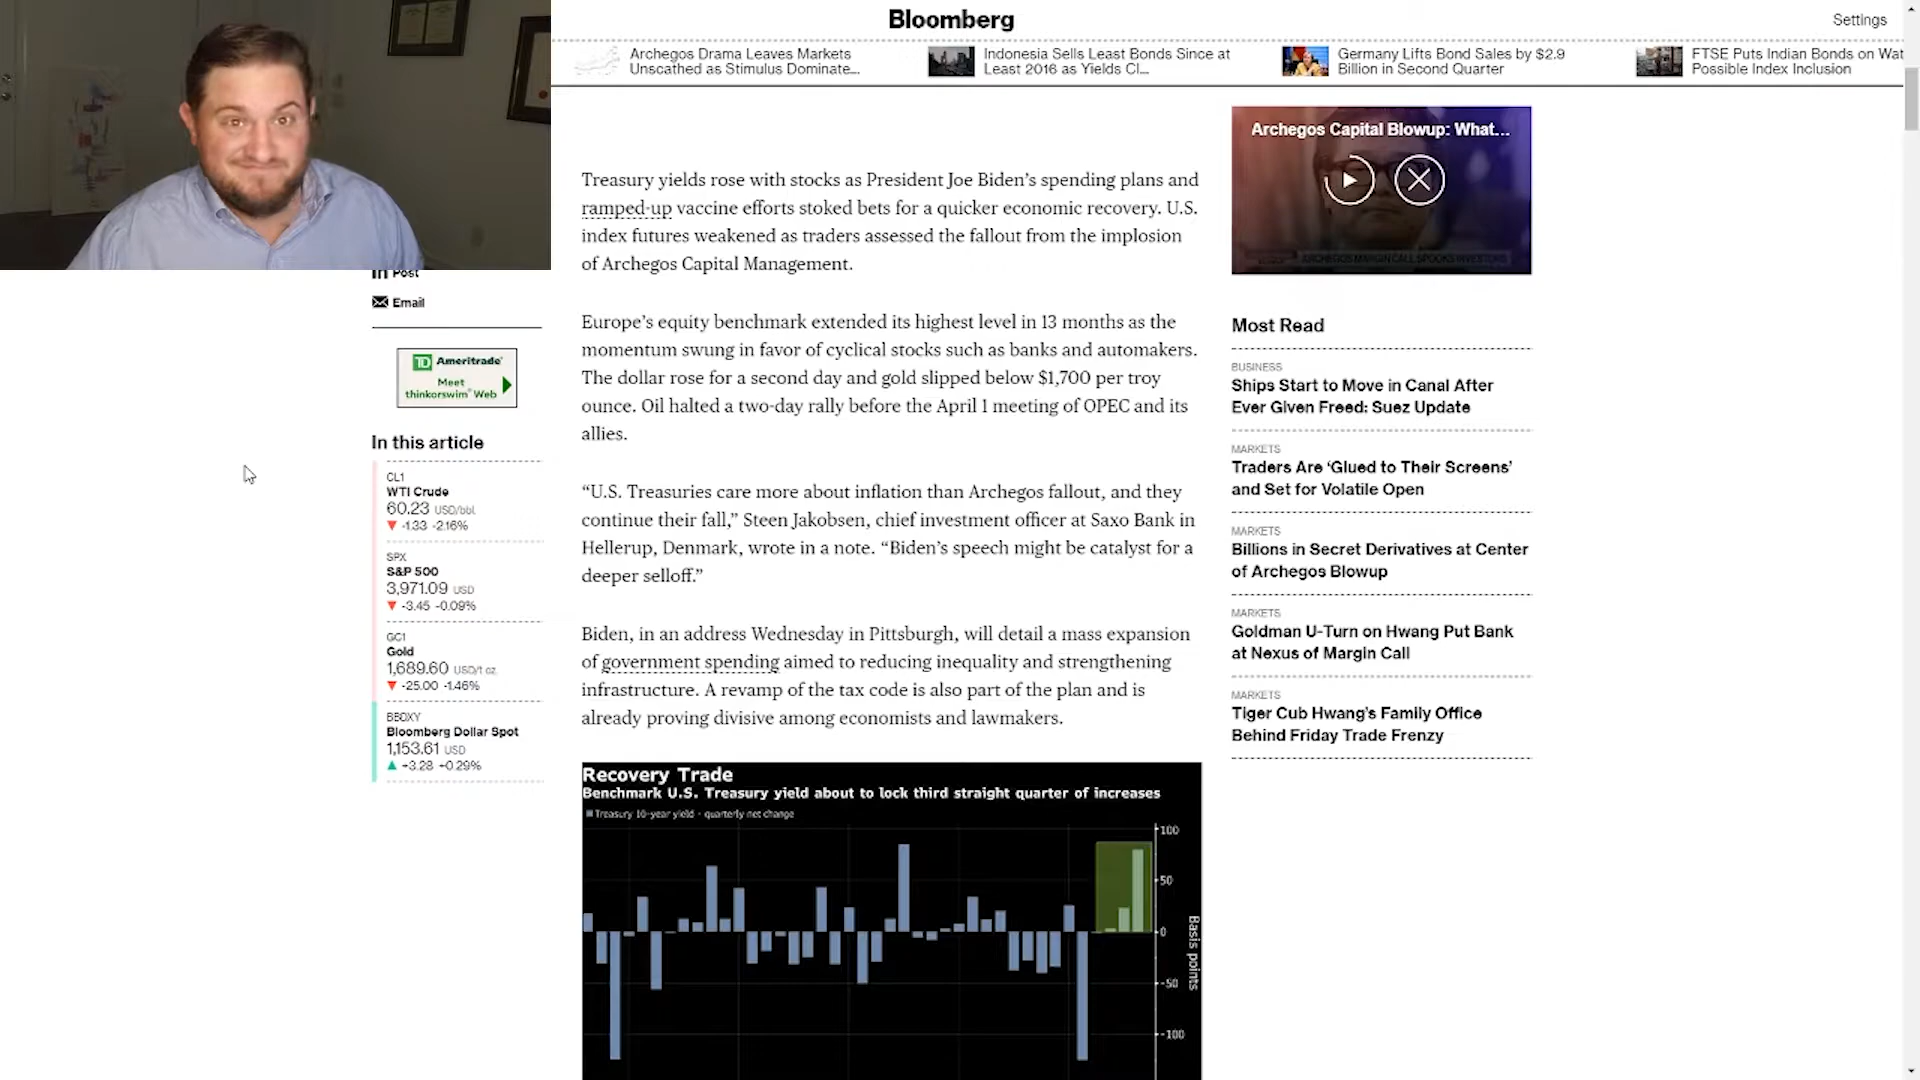 Bloomberg
Settings
Archegos Drama Leaves Markets
Unscathed as Stimulus Dominate...
Indonesia Sells Least Bonds Since at
Least 2016 as Yields Cl...
Germany Lifts Bond Sales by $2.9
Billion in Second Quarter
FTSE Puts Indian Bonds on Wat
Possible Index Inclusion
Post
Email
TD Ameritrade
Meet
thinkorswim® Web
In this article
CL1
WTI Crude
60.23 USD/bbl.
▼ -1.33 -2.16%
SPX
S&P 500
3,971.09 USD
▼ -3.45 -0.09%
GC1
Gold
1,689.60 USD/t oz.
▼ -25.00 -1.46%
BBDXY
Bloomberg Dollar Spot
1,153.61 USD
▲ +3.28 +0.29%
Treasury yields rose with stocks as President Joe Biden’s spending plans and
ramped-up vaccine efforts stoked bets for a quicker economic recovery. U.S.
index futures weakened as traders assessed the fallout from the implosion
of Archegos Capital Management.
Europe’s equity benchmark extended its highest level in 13 months as the
momentum swung in favor of cyclical stocks such as banks and automakers.
The dollar rose for a second day and gold slipped below $1,700 per troy
ounce. Oil halted a two-day rally before the April 1 meeting of OPEC and its
allies.
“U.S. Treasuries care more about inflation than Archegos fallout, and they
continue their fall,” Steen Jakobsen, chief investment officer at Saxo Bank in
Hellerup, Denmark, wrote in a note. “Biden’s speech might be catalyst for a
deeper selloff.”
Biden, in an address Wednesday in Pittsburgh, will detail a mass expansion
of government spending aimed to reducing inequality and strengthening
infrastructure. A revamp of the tax code is also part of the plan and is
already proving divisive among economists and lawmakers.
Recovery Trade
Benchmark U.S. Treasury yield about to lock third straight quarter of increases
Treasury 10-year yield - quarterly net change
100
50
0
-50
-100
Basis points
Archegos Capital Blowup: What...
ARCHEGOS MARGIN CALL SPOOKS INVESTORS
Most Read
BUSINESS
Ships Start to Move in Canal After
Ever Given Freed: Suez Update
MARKETS
Traders Are ‘Glued to Their Screens’
and Set for Volatile Open
MARKETS
Billions in Secret Derivatives at Center
of Archegos Blowup
MARKETS
Goldman U-Turn on Hwang Put Bank
at Nexus of Margin Call
MARKETS
Tiger Cub Hwang’s Family Office
Behind Friday Trade Frenzy